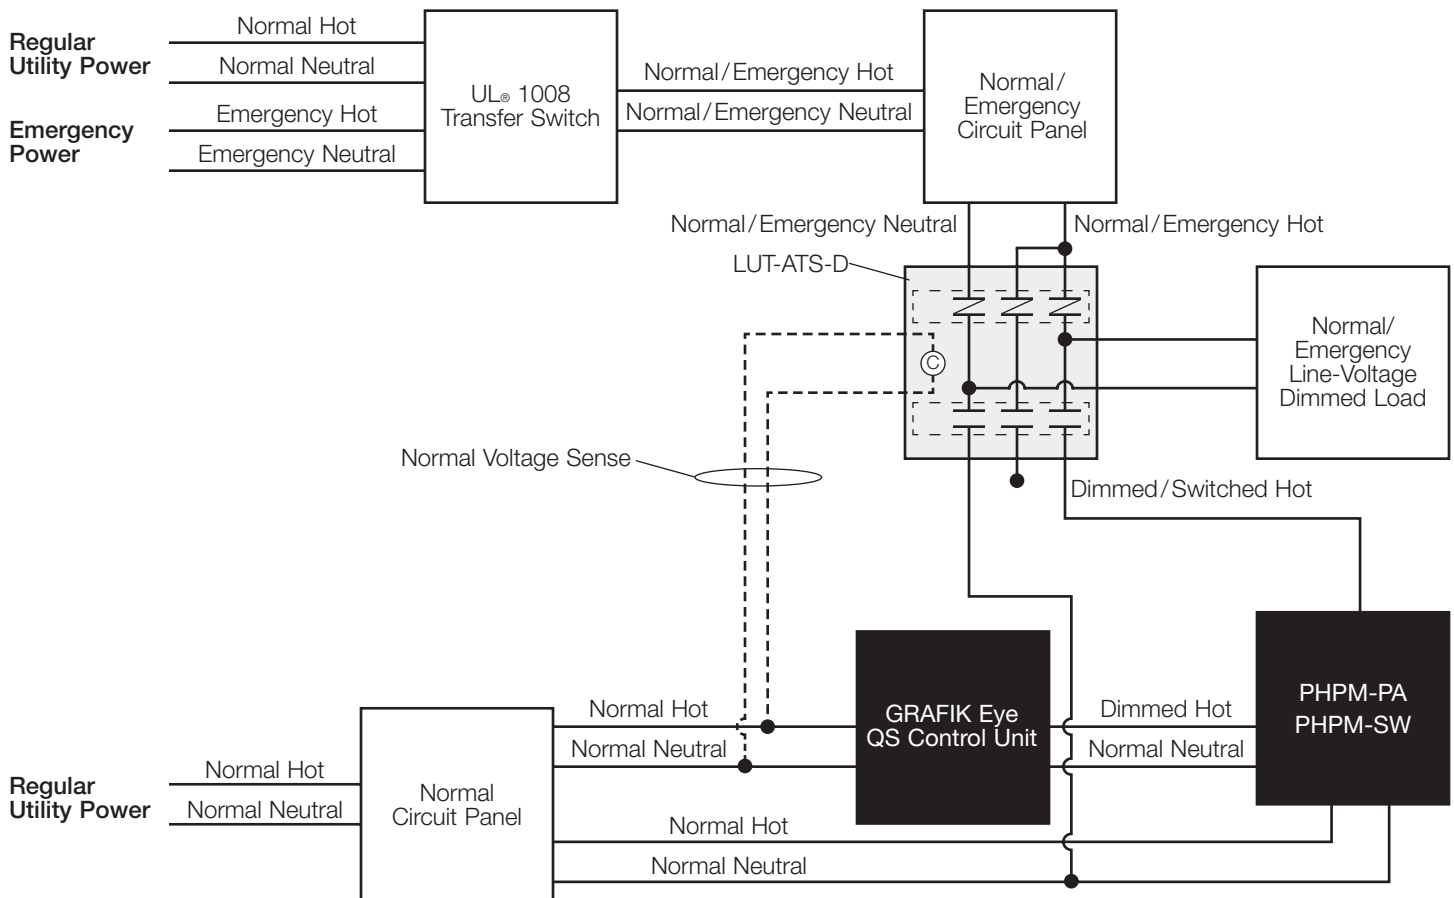 Regular
Utility Power
Normal Hot
Normal Neutral
Emergency
Power
Emergency Hot
Emergency Neutral
UL® 1008
Transfer Switch
Normal/Emergency Hot
Normal/Emergency Neutral
Normal/
Emergency
Circuit Panel
Normal/Emergency Neutral
Normal/Emergency Hot
LUT-ATS-D
C
Normal/
Emergency
Line-Voltage
Dimmed Load
Normal Voltage Sense
Dimmed/Switched Hot
Normal Hot
Normal Neutral
GRAFIK Eye
QS Control Unit
Dimmed Hot
Normal Neutral
PHPM-PA
PHPM-SW
Regular
Utility Power
Normal Hot
Normal Neutral
Normal
Circuit Panel
Normal Hot
Normal Neutral